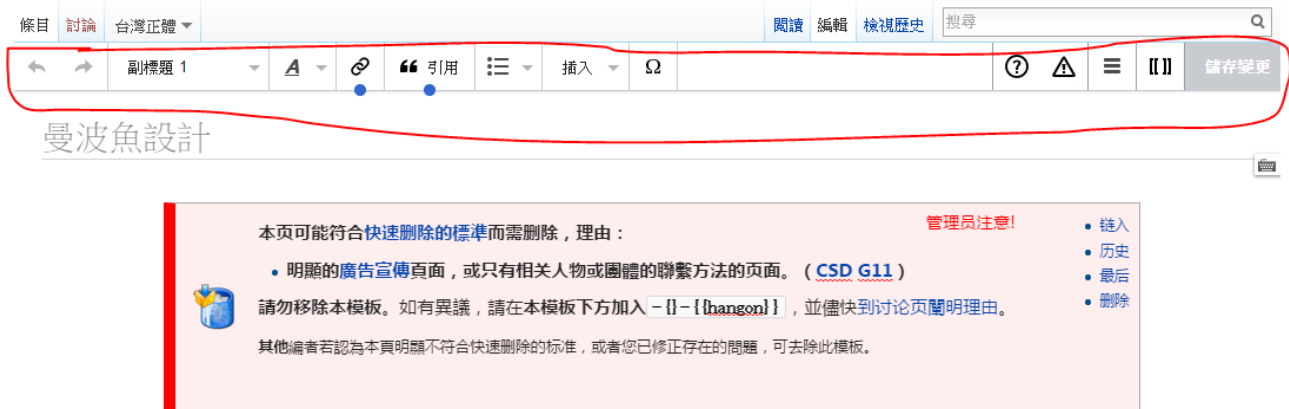 條目 討論 台灣正體 閱讀 編輯 檢視歷史 搜尋
副標題 1 A 引用 插入 Ω 儲存變更
曼波魚設計
管理员注意!
本页可能符合快速删除的標準而需删除，理由：
明顯的廣告宣傳頁面，或只有相关人物或團體的聯繫方法的页面。（CSD G11）
請勿移除本模板。如有異議，請在本模板下方加入 -{}-{{hangon}} ，並儘快到讨论页闡明理由。
其他編者若認為本頁明顯不符合快速删除的标准，或者您已修正存在的問題，可去除此模板。
链入
历史
最后
删除